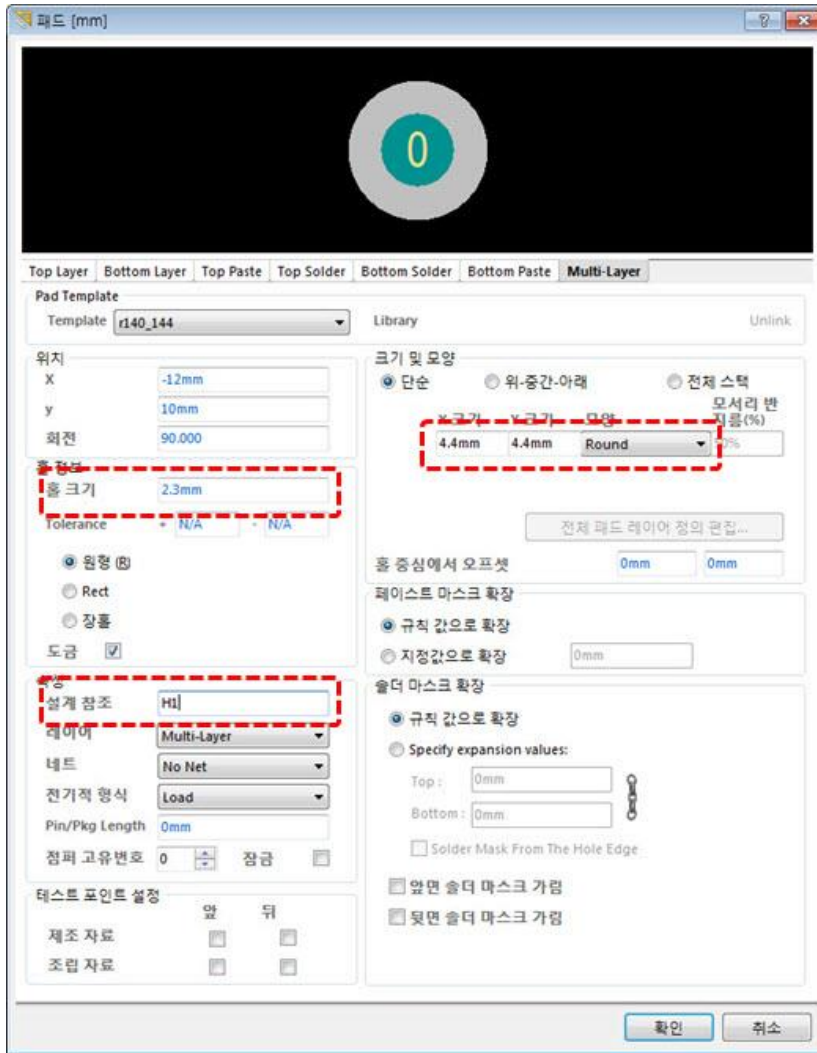 패드 [mm]
0
Top Layer Bottom Layer Top Paste Top Solder Bottom Solder Bottom Paste Multi-Layer
Pad Template
Template r140_144 Library Unlink
위치
X -12mm
y 10mm
회전 90.000
홀 정보
홀 크기 2.3mm
Tolerance + N/A - N/A
원형 (R)
Rect
장홀
도금
속성
설계 참조 H1
레이어 Multi-Layer
네트 No Net
전기적 형식 Load
Pin/Pkg Length 0mm
점퍼 고유번호 0 잠금
테스트 포인트 설정
앞 뒤
제조 자료
조립 자료
크기 및 모양
단순 위-중간-아래 전체 스택
X 크기 Y 크기 모양 모서리 반지름(%)
4.4mm 4.4mm Round
전체 패드 레이어 정의 편집...
홀 중심에서 오프셋 0mm 0mm
페이스트 마스크 확장
규칙 값으로 확장
지정값으로 확장 0mm
솔더 마스크 확장
규칙 값으로 확장
Specify expansion values:
Top : 0mm
Bottom : 0mm
Solder Mask From The Hole Edge
앞면 솔더 마스크 가림
뒷면 솔더 마스크 가림
확인 취소